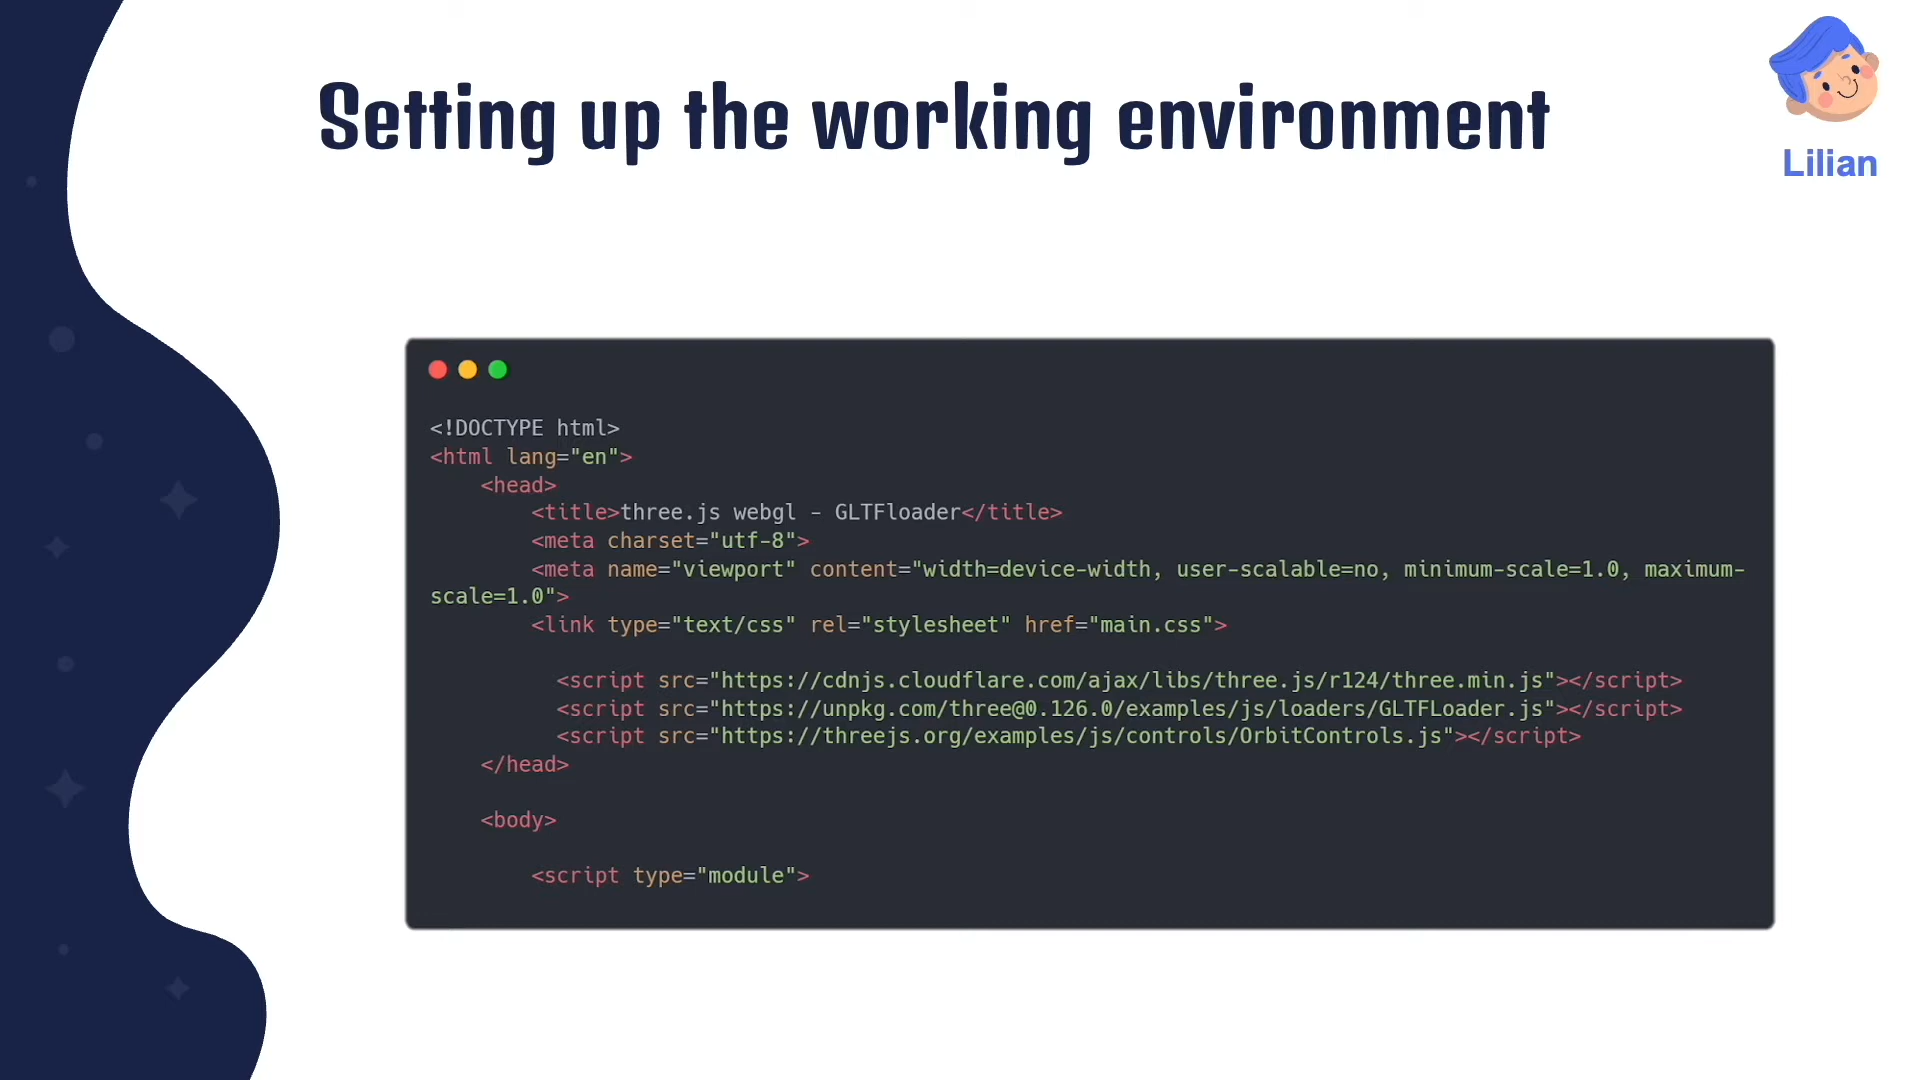 Setting up the working environment
Lilian
<!DOCTYPE html>
<html lang="en">
    <head>
        <title>three.js webgl - GLTFloader</title>
        <meta charset="utf-8">
        <meta name="viewport" content="width=device-width, user-scalable=no, minimum-scale=1.0, maximum-
scale=1.0">
        <link type="text/css" rel="stylesheet" href="main.css">
          <script src="https://cdnjs.cloudflare.com/ajax/libs/three.js/r124/three.min.js"></script>
          <script src="https://unpkg.com/three@0.126.0/examples/js/loaders/GLTFLoader.js"></script>
          <script src="https://threejs.org/examples/js/controls/OrbitControls.js"></script>
    </head>
    <body>
        <script type="module">